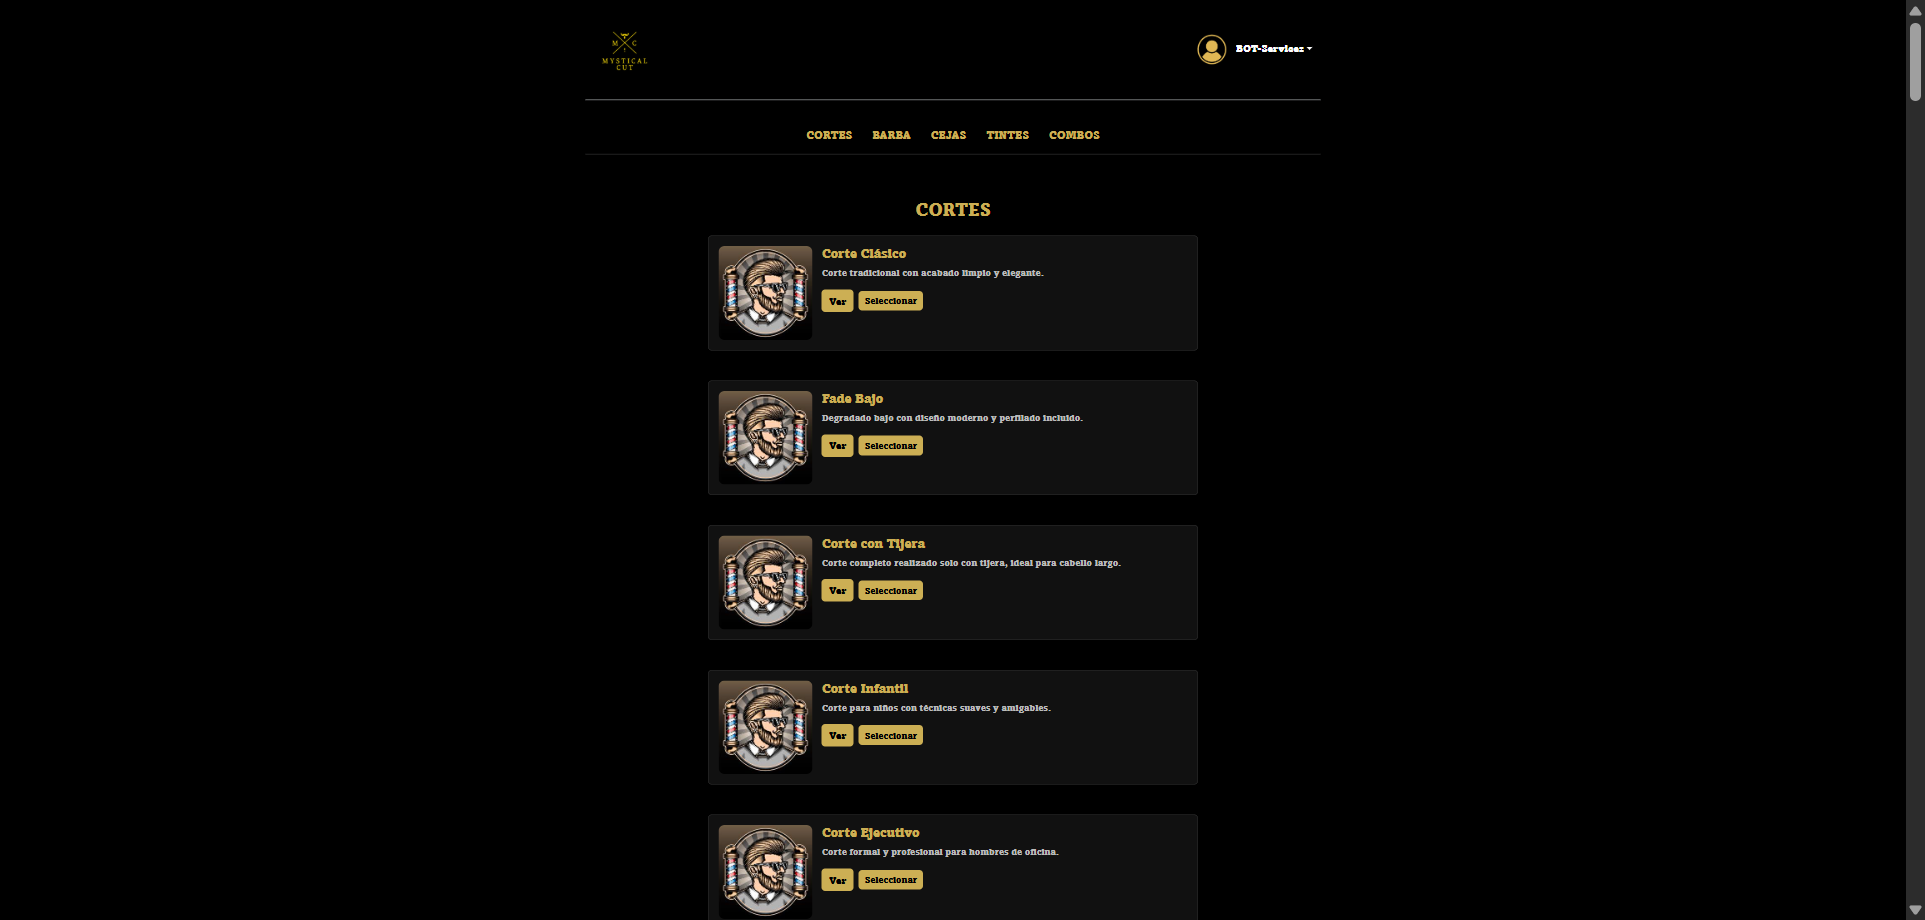 M C
MYSTICAL
CUT
BOT-Services
CORTES BARBA CEJAS TINTES COMBOS
CORTES
Corte Clásico
Corte tradicional con acabado limpio y elegante.
Ver Seleccionar
Fade Bajo
Degradado bajo con diseño moderno y perfilado incluido.
Ver Seleccionar
Corte con Tijera
Corte completo realizado solo con tijera, ideal para cabello largo.
Ver Seleccionar
Corte Infantil
Corte para niños con técnicas suaves y amigables.
Ver Seleccionar
Corte Ejecutivo
Corte formal y profesional para hombres de oficina.
Ver Seleccionar